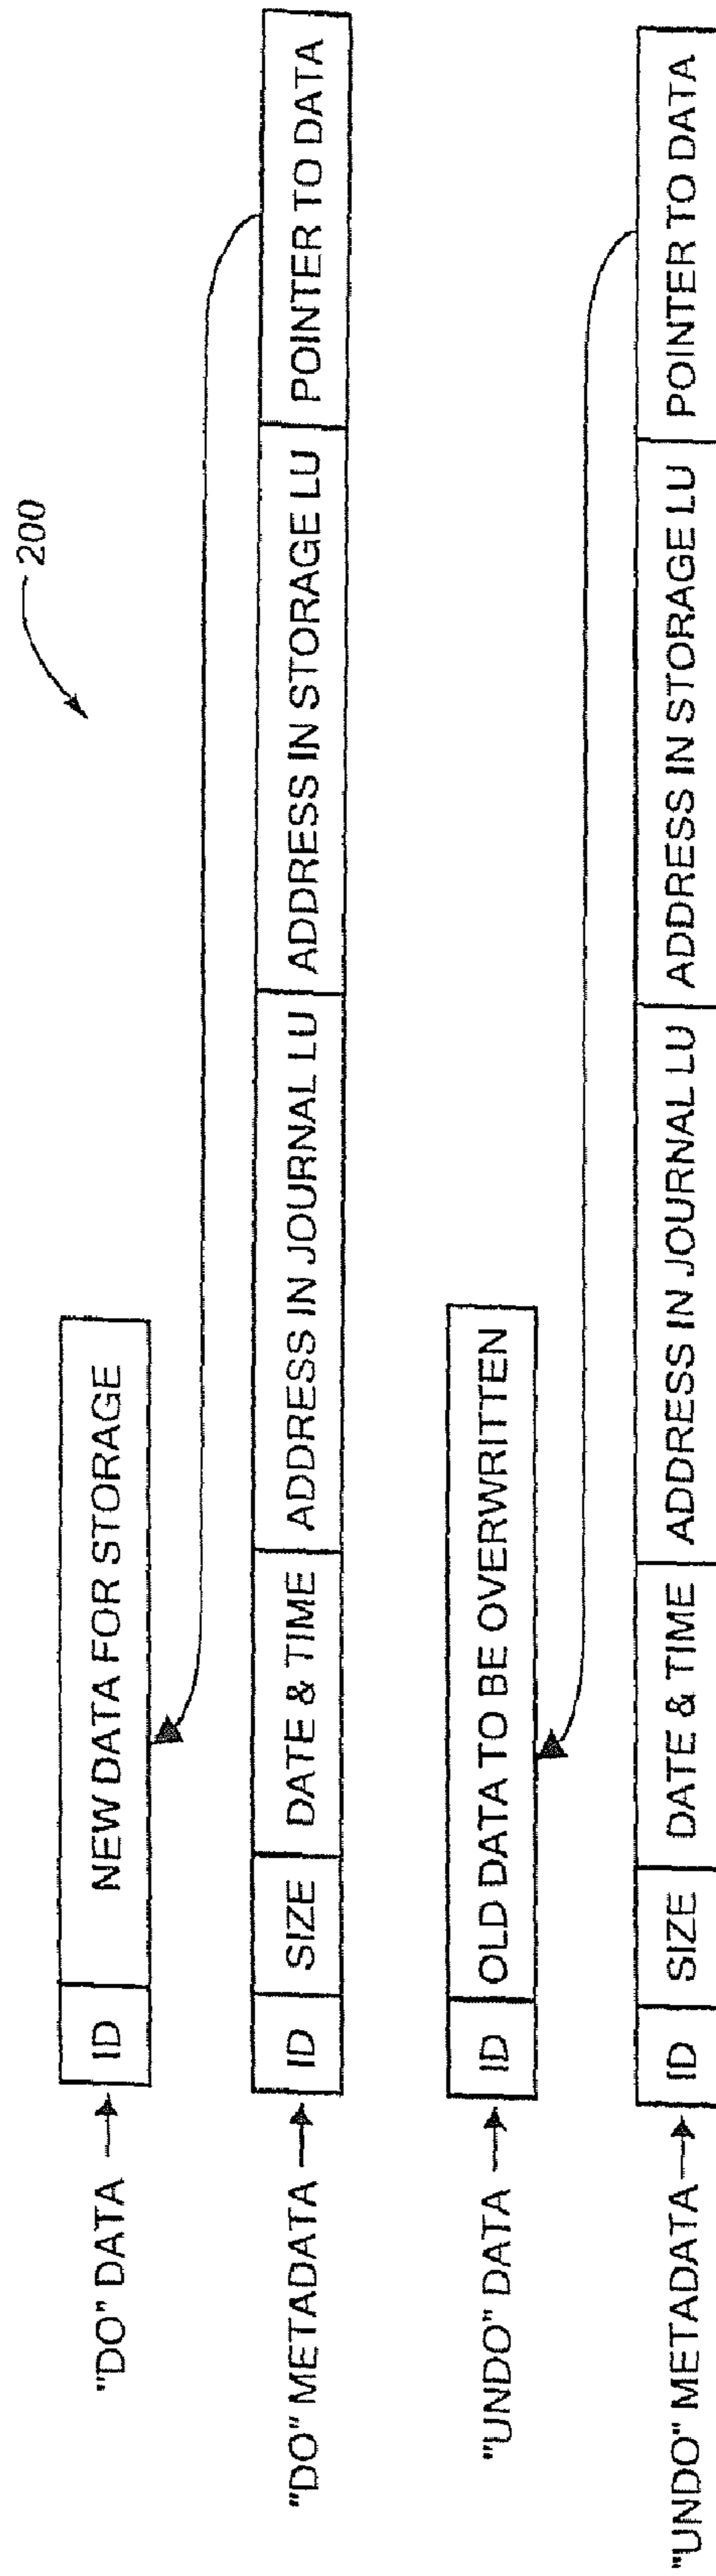 200
"DO" DATA → ID NEW DATA FOR STORAGE
"DO" METADATA → ID SIZE DATE & TIME ADDRESS IN JOURNAL LU ADDRESS IN STORAGE LU POINTER TO DATA
"UNDO" DATA → ID OLD DATA TO BE OVERWRITTEN
"UNDO" METADATA → ID SIZE DATE & TIME ADDRESS IN JOURNAL LU ADDRESS IN STORAGE LU POINTER TO DATA